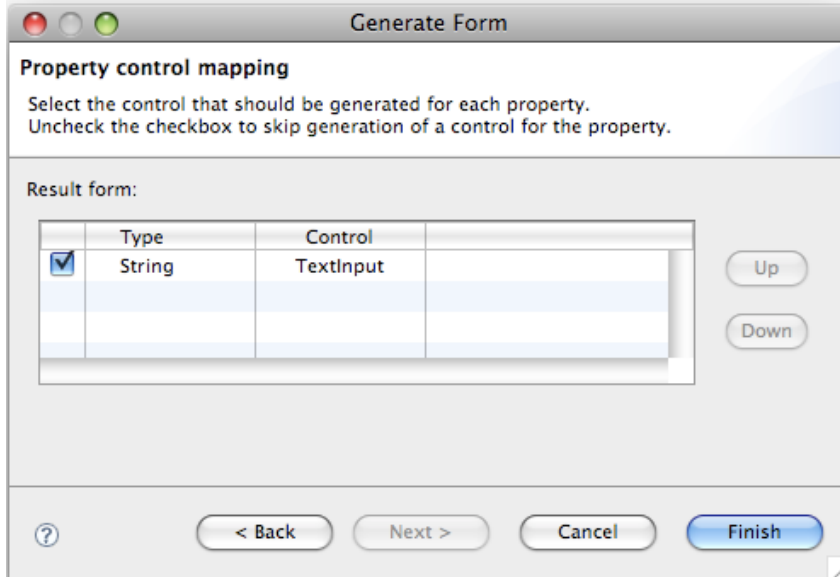 Generate Form
Property control mapping
Select the control that should be generated for each property.
Uncheck the checkbox to skip generation of a control for the property.
Result form:
Type Control
String TextInput
Up
Down
? < Back Next > Cancel Finish